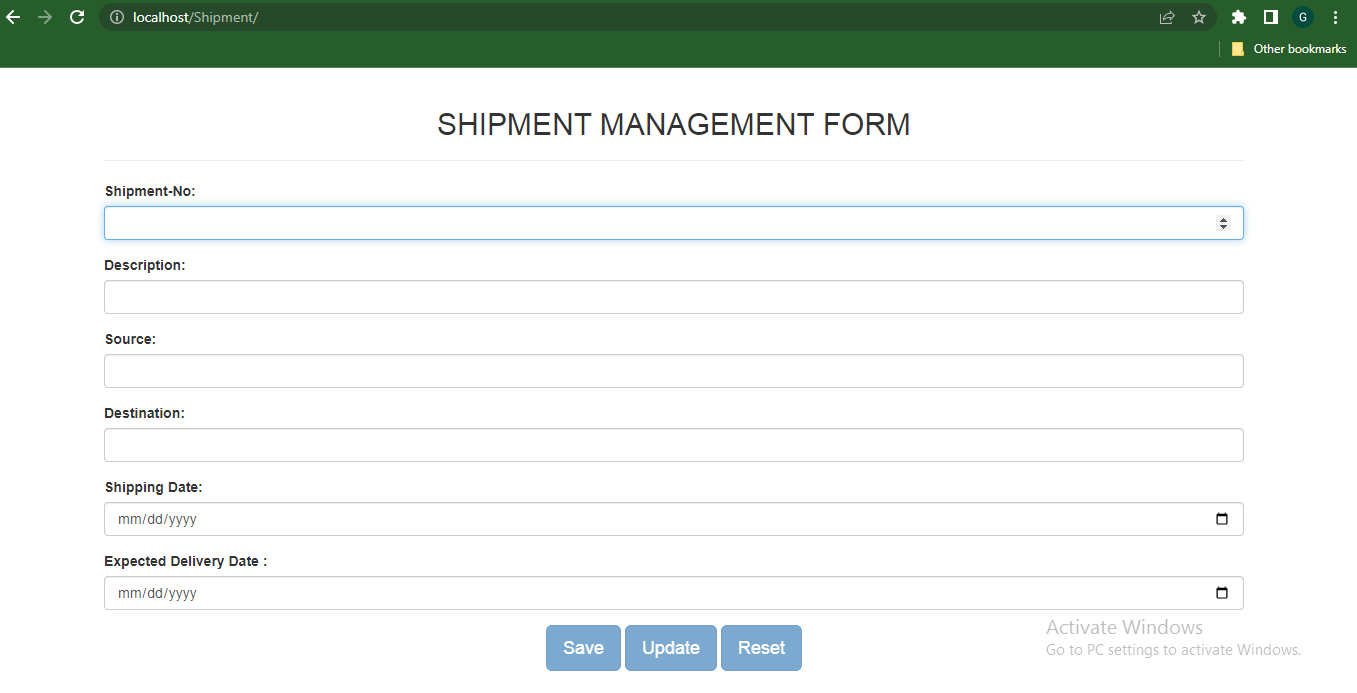 localhost/Shipment/
G
Other bookmarks
SHIPMENT MANAGEMENT FORM
Shipment-No:
Description:
Source:
Destination:
Shipping Date:
mm/dd/yyyy
Expected Delivery Date :
mm/dd/yyyy
Save Update Reset
Activate Windows
Go to PC settings to activate Windows.